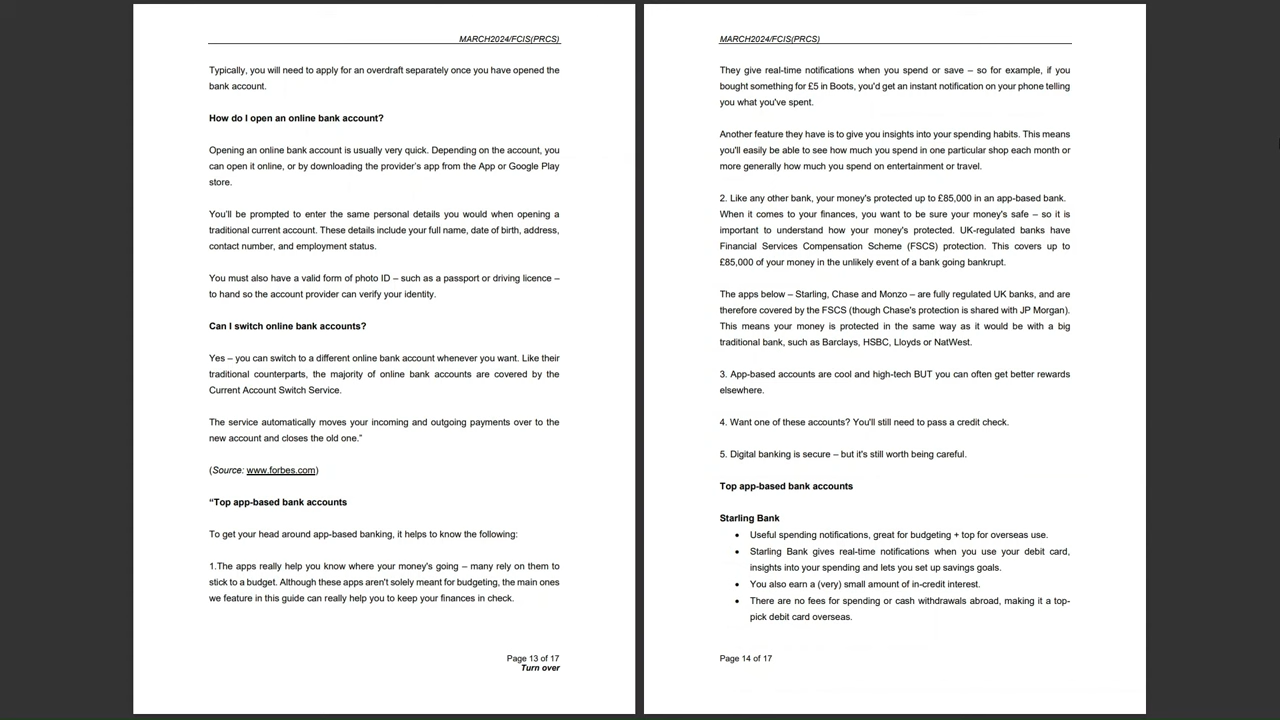 MARCH2024/FCIS(PRCS)
Typically, you will need to apply for an overdraft separately once you have opened the
bank account.
How do I open an online bank account?
Opening an online bank account is usually very quick. Depending on the account, you
can open it online, or by downloading the provider's app from the App or Google Play
store.
You'll be prompted to enter the same personal details you would when opening a
traditional current account. These details include your full name, date of birth, address,
contact number, and employment status.
You must also have a valid form of photo ID – such as a passport or driving licence –
to hand so the account provider can verify your identity.
Can I switch online bank accounts?
Yes – you can switch to a different online bank account whenever you want. Like their
traditional counterparts, the majority of online bank accounts are covered by the
Current Account Switch Service.
The service automatically moves your incoming and outgoing payments over to the
new account and closes the old one.”
(Source: www.forbes.com)
“Top app-based bank accounts
To get your head around app-based banking, it helps to know the following:
1.The apps really help you know where your money's going – many rely on them to
stick to a budget. Although these apps aren't solely meant for budgeting, the main ones
we feature in this guide can really help you to keep your finances in check.
Page 13 of 17
Turn over
MARCH2024/FCIS(PRCS)
They give real-time notifications when you spend or save – so for example, if you
bought something for £5 in Boots, you'd get an instant notification on your phone telling
you what you've spent.
Another feature they have is to give you insights into your spending habits. This means
you'll easily be able to see how much you spend in one particular shop each month or
more generally how much you spend on entertainment or travel.
2. Like any other bank, your money's protected up to £85,000 in an app-based bank.
When it comes to your finances, you want to be sure your money's safe – so it is
important to understand how your money's protected. UK-regulated banks have
Financial Services Compensation Scheme (FSCS) protection. This covers up to
£85,000 of your money in the unlikely event of a bank going bankrupt.
The apps below – Starling, Chase and Monzo – are fully regulated UK banks, and are
therefore covered by the FSCS (though Chase's protection is shared with JP Morgan).
This means your money is protected in the same way as it would be with a big
traditional bank, such as Barclays, HSBC, Lloyds or NatWest.
3. App-based accounts are cool and high-tech BUT you can often get better rewards
elsewhere.
4. Want one of these accounts? You'll still need to pass a credit check.
5. Digital banking is secure – but it's still worth being careful.
Top app-based bank accounts
Starling Bank
• Useful spending notifications, great for budgeting + top for overseas use.
• Starling Bank gives real-time notifications when you use your debit card,
insights into your spending and lets you set up savings goals.
• You also earn a (very) small amount of in-credit interest.
• There are no fees for spending or cash withdrawals abroad, making it a top-
pick debit card overseas.
Page 14 of 17